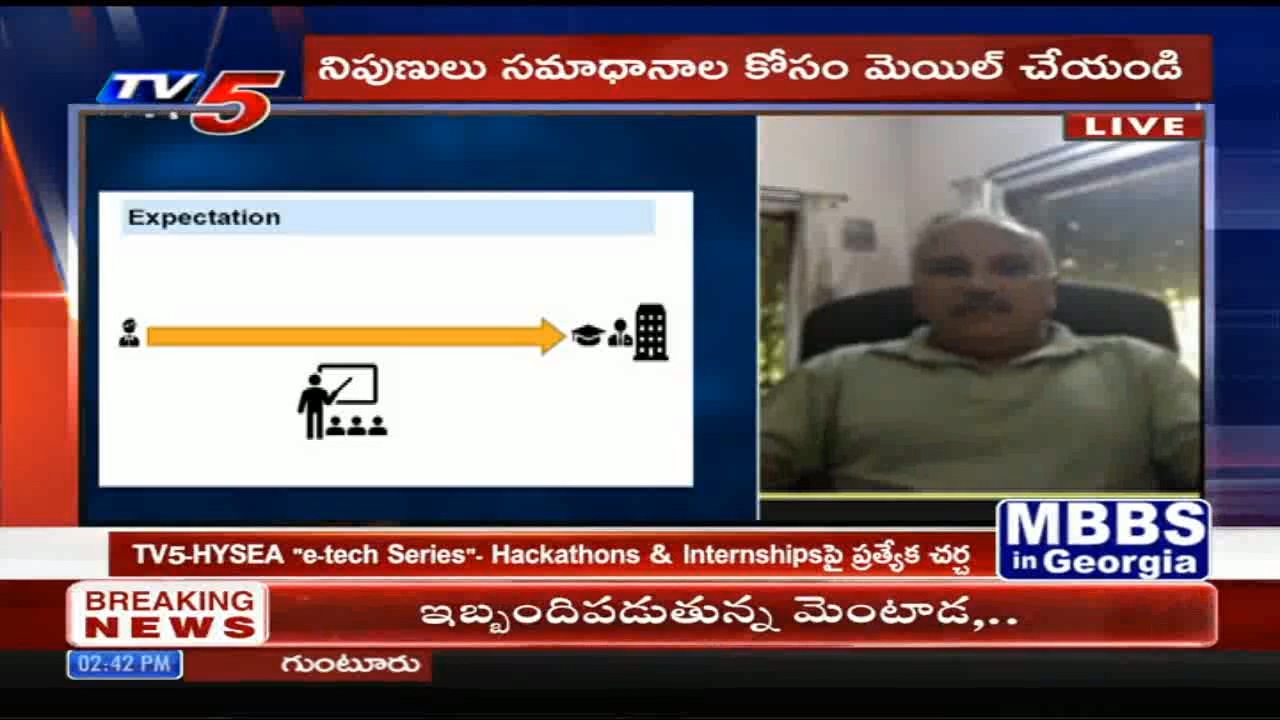 TV5
NEWS
నిపుణులు సమాధానాల కోసం మెయిల్ చేయండి
LIVE
Expectation
TV5-HYSEA "e-tech Series"- Hackathons & Internshipsపై ప్రత్యేక చర్చ
MBBS
in Georgia
BREAKING
NEWS
ఇబ్బందిపడుతున్న మెంటాడ,..
02:42 PM
గుంటూరు